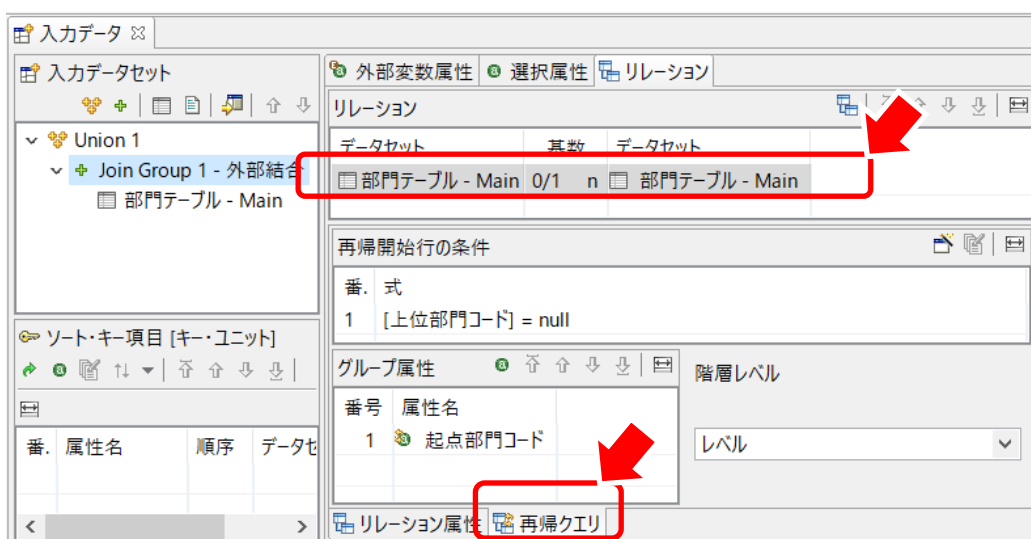 入力データ
入力データセット
Union 1
Join Group 1 - 外部結合
部門テーブル - Main
ソート・キー項目 [キー・ユニット]
番. 属性名 順序 データセ
外部変数属性 選択属性 リレーション
リレーション
データセット 基数 データセット
部門テーブル - Main 0/1 n 部門テーブル - Main
再帰開始行の条件
番. 式
1 [上位部門コード] = null
グループ属性
番号 属性名
1 起点部門コード
階層レベル
レベル
リレーション属性 再帰クエリ